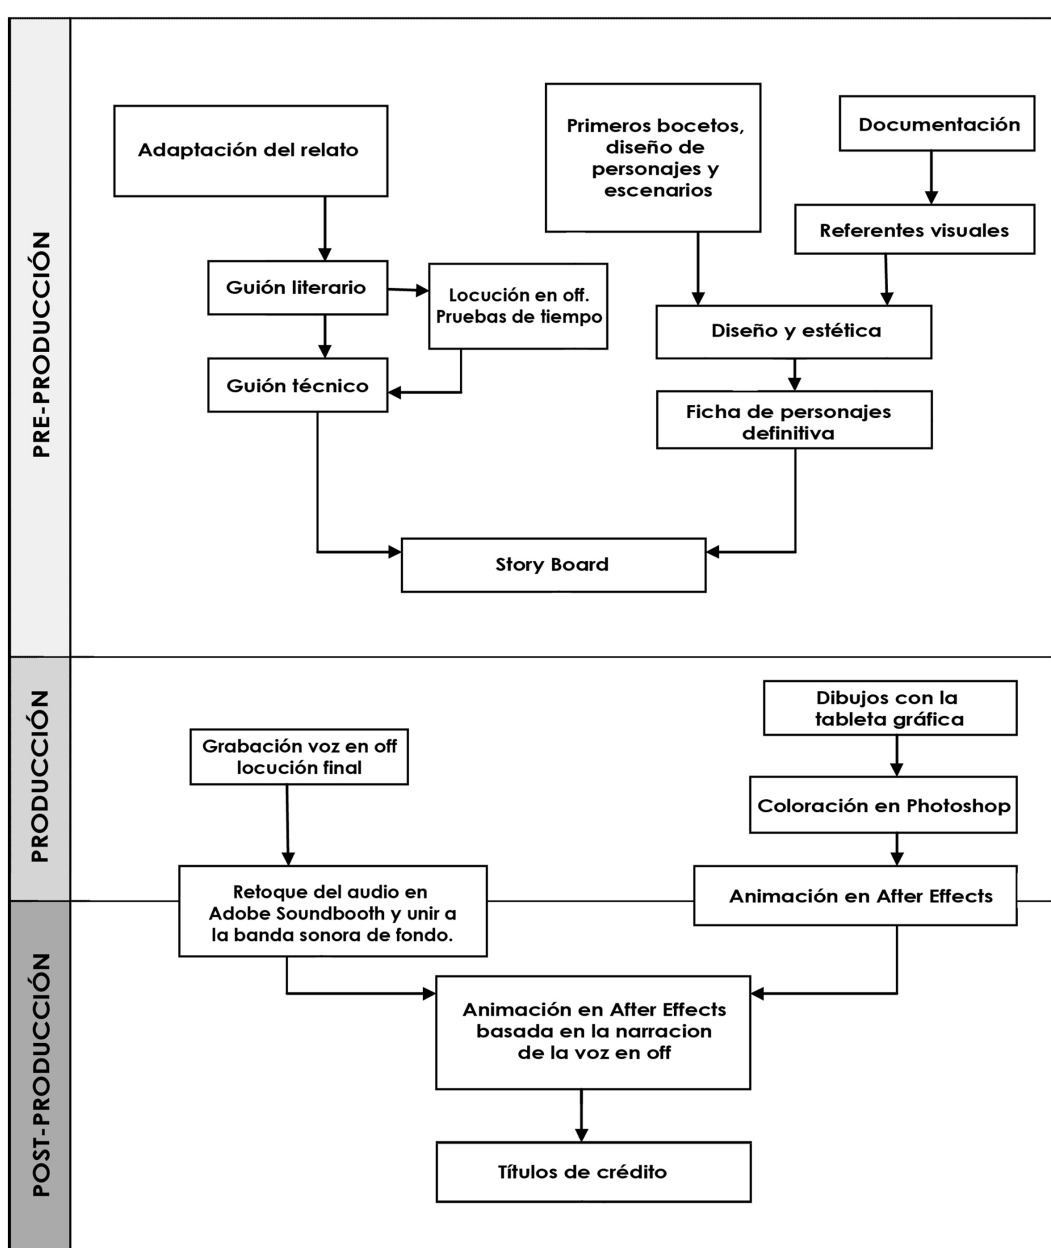 PRE-PRODUCCIÓN
Adaptación del relato
Guión literario
Locución en off.
Pruebas de tiempo
Guión técnico
Primeros bocetos,
diseño de
personajes y
escenarios
Documentación
Referentes visuales
Diseño y estética
Ficha de personajes
definitiva
Story Board
PRODUCCIÓN
Grabación voz en off
locución final
Dibujos con la
tableta gráfica
Coloración en Photoshop
Retoque del audio en
Adobe Soundbooth y unir a
la banda sonora de fondo.
Animación en After Effects
POST-PRODUCCIÓN
Animación en After Effects
basada en la narracion
de la voz en off
Títulos de crédito